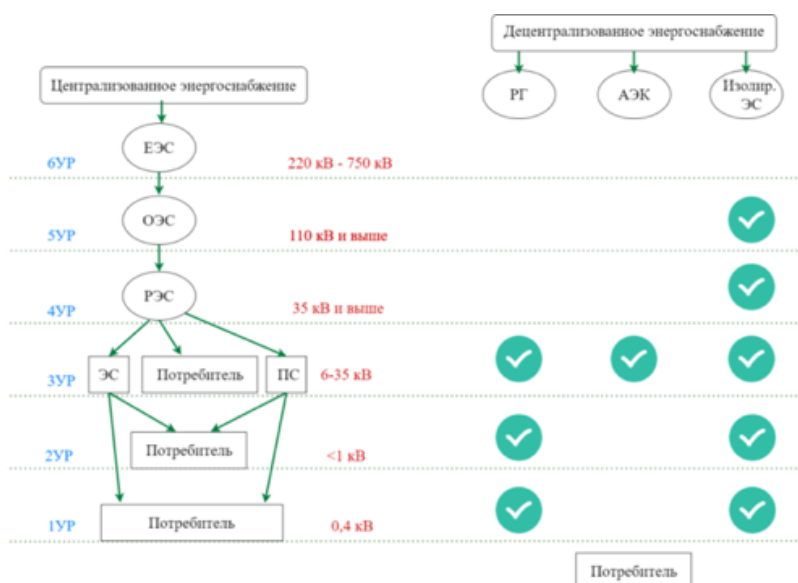 Децентрализованное энергоснабжение
Централизованное энергоснабжение
РГ
АЭК
Изолир.
ЭС
ЕЭС
6УР
220 кВ - 750 кВ
ОЭС
5УР
110 кВ и выше
РЭС
4УР
35 кВ и выше
ЭС
Потребитель
ПС
3УР
6-35 кВ
Потребитель
2УР
<1 кВ
Потребитель
1УР
0,4 кВ
Потребитель